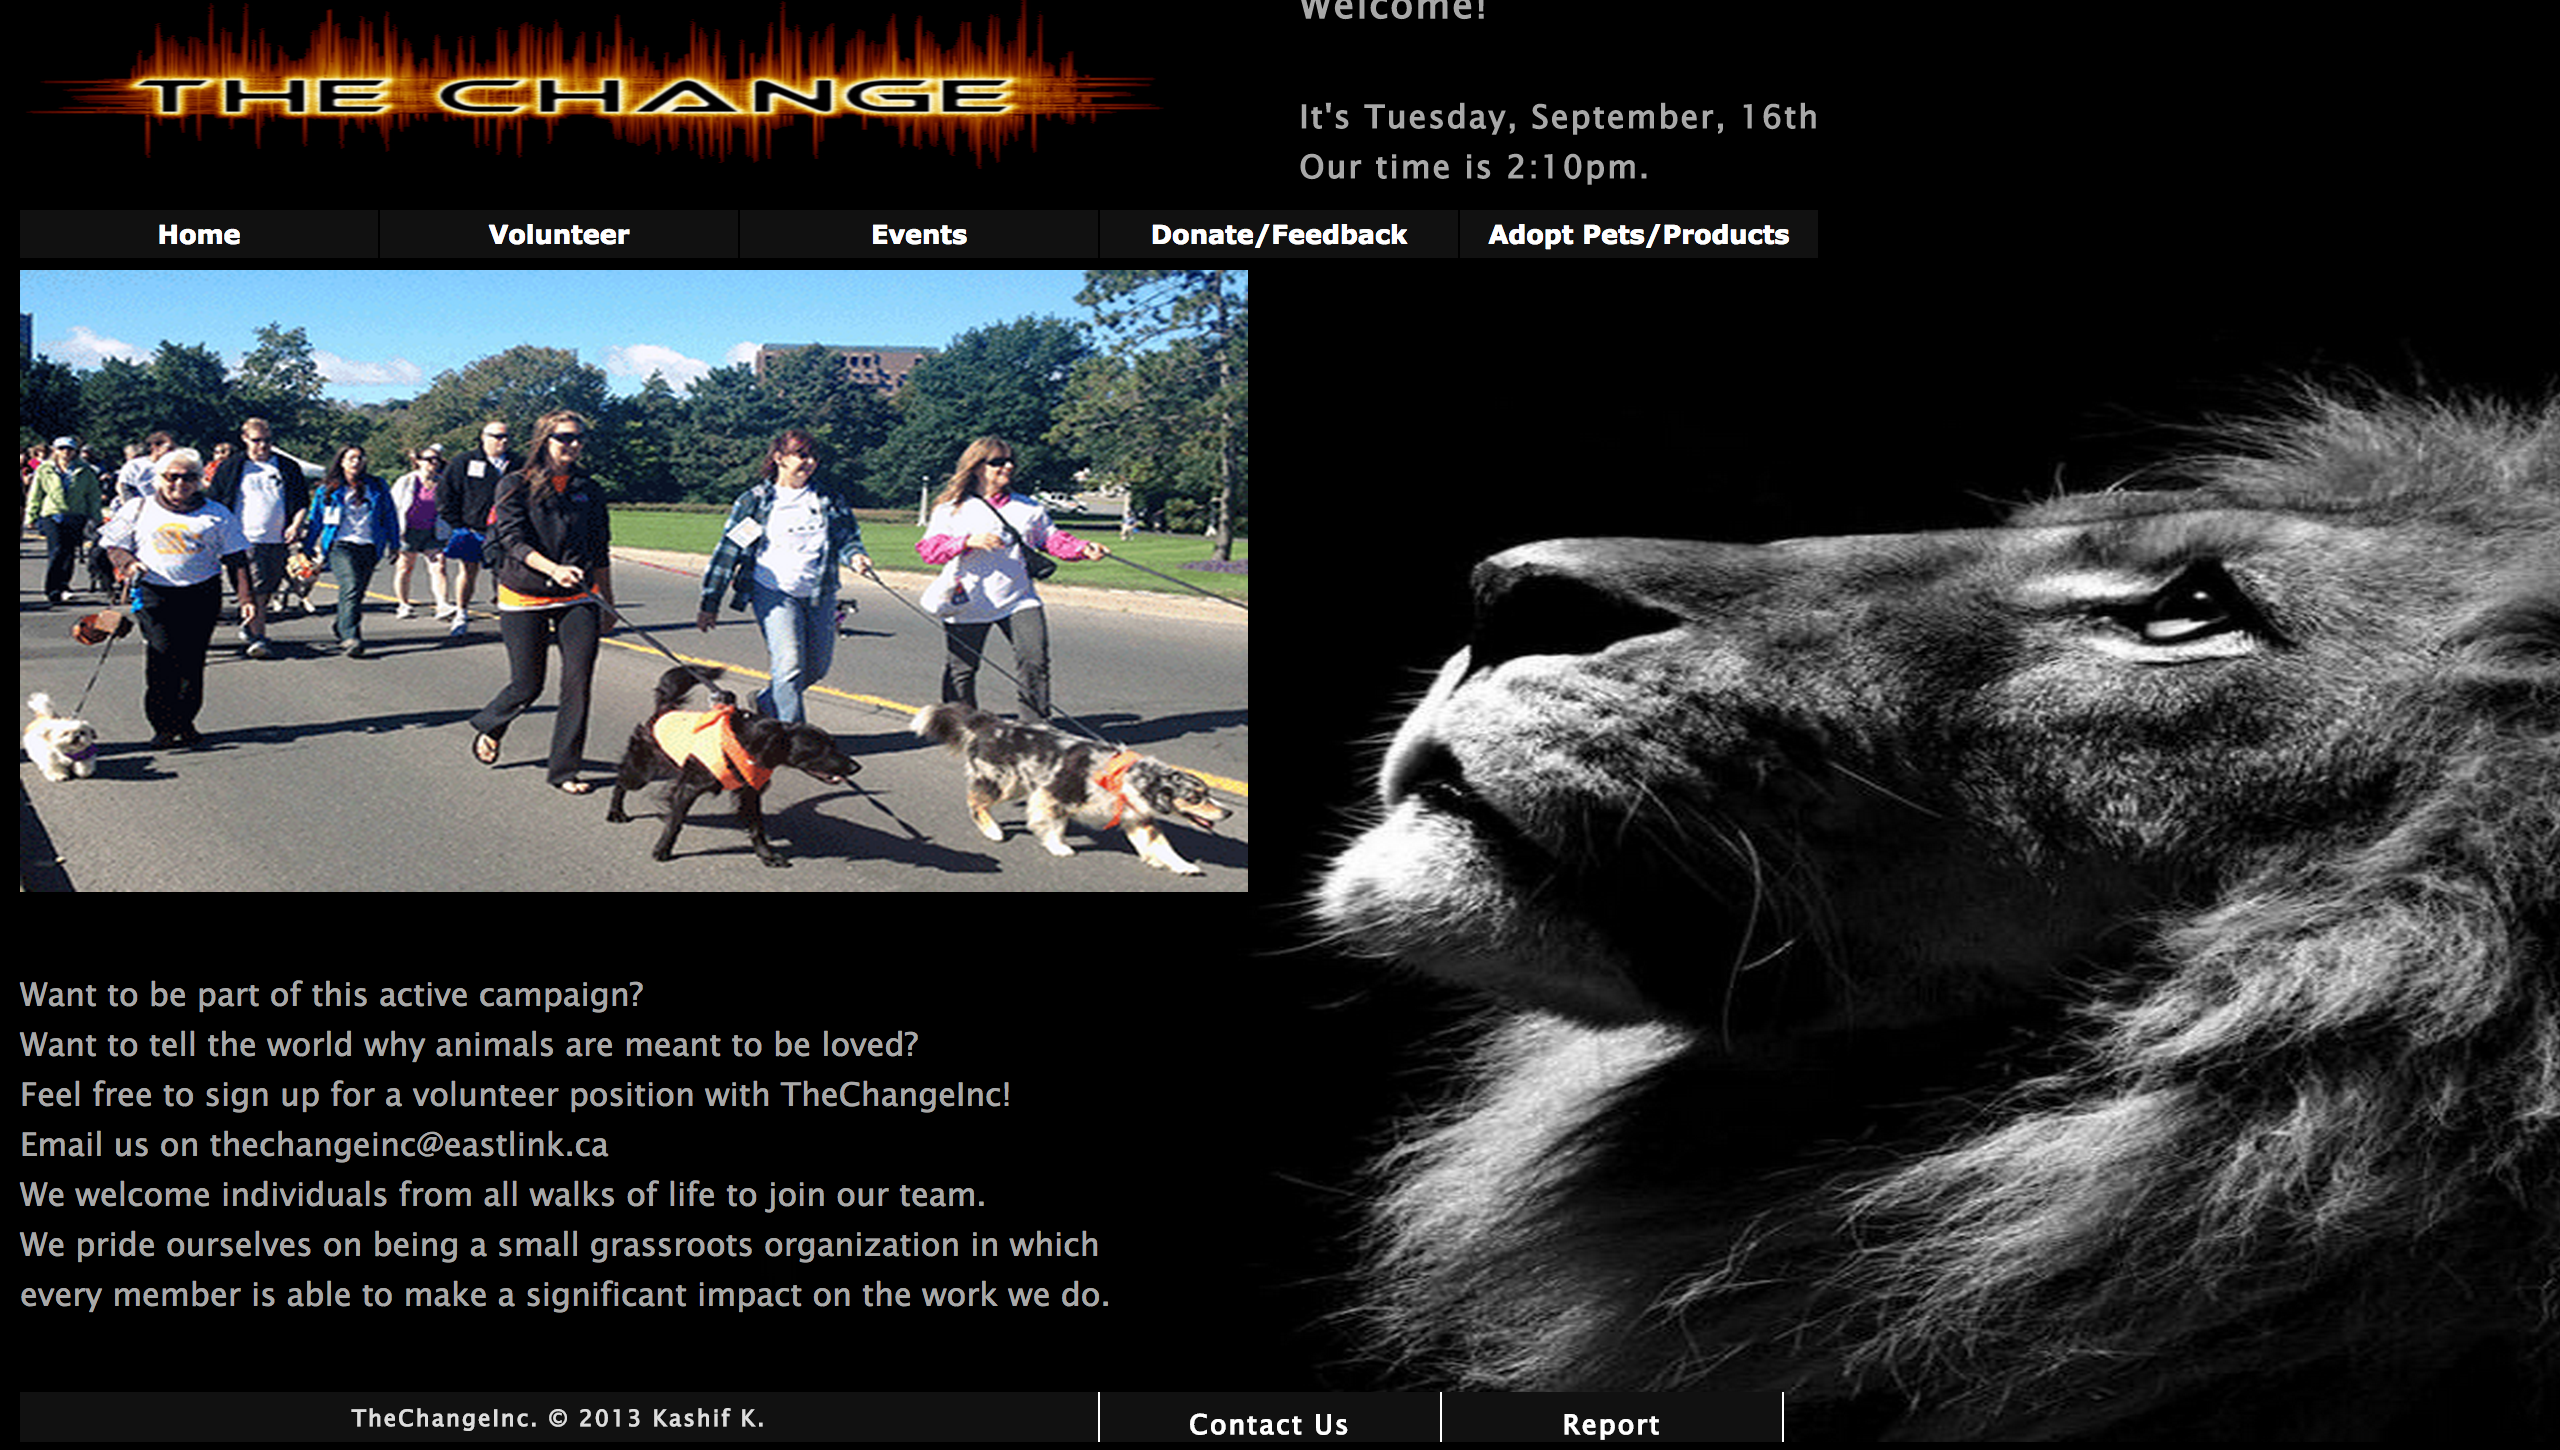 Welcome!
THE CHANGE
It's Tuesday, September, 16th
Our time is 2:10pm.
Home
Volunteer
Events
Donate/Feedback
Adopt Pets/Products
Want to be part of this active campaign?
Want to tell the world why animals are meant to be loved?
Feel free to sign up for a volunteer position with TheChangeInc!
Email us on thechangeinc@eastlink.ca
We welcome individuals from all walks of life to join our team.
We pride ourselves on being a small grassroots organization in which
every member is able to make a significant impact on the work we do.
TheChangeInc. © 2013 Kashif K.
Contact Us
Report